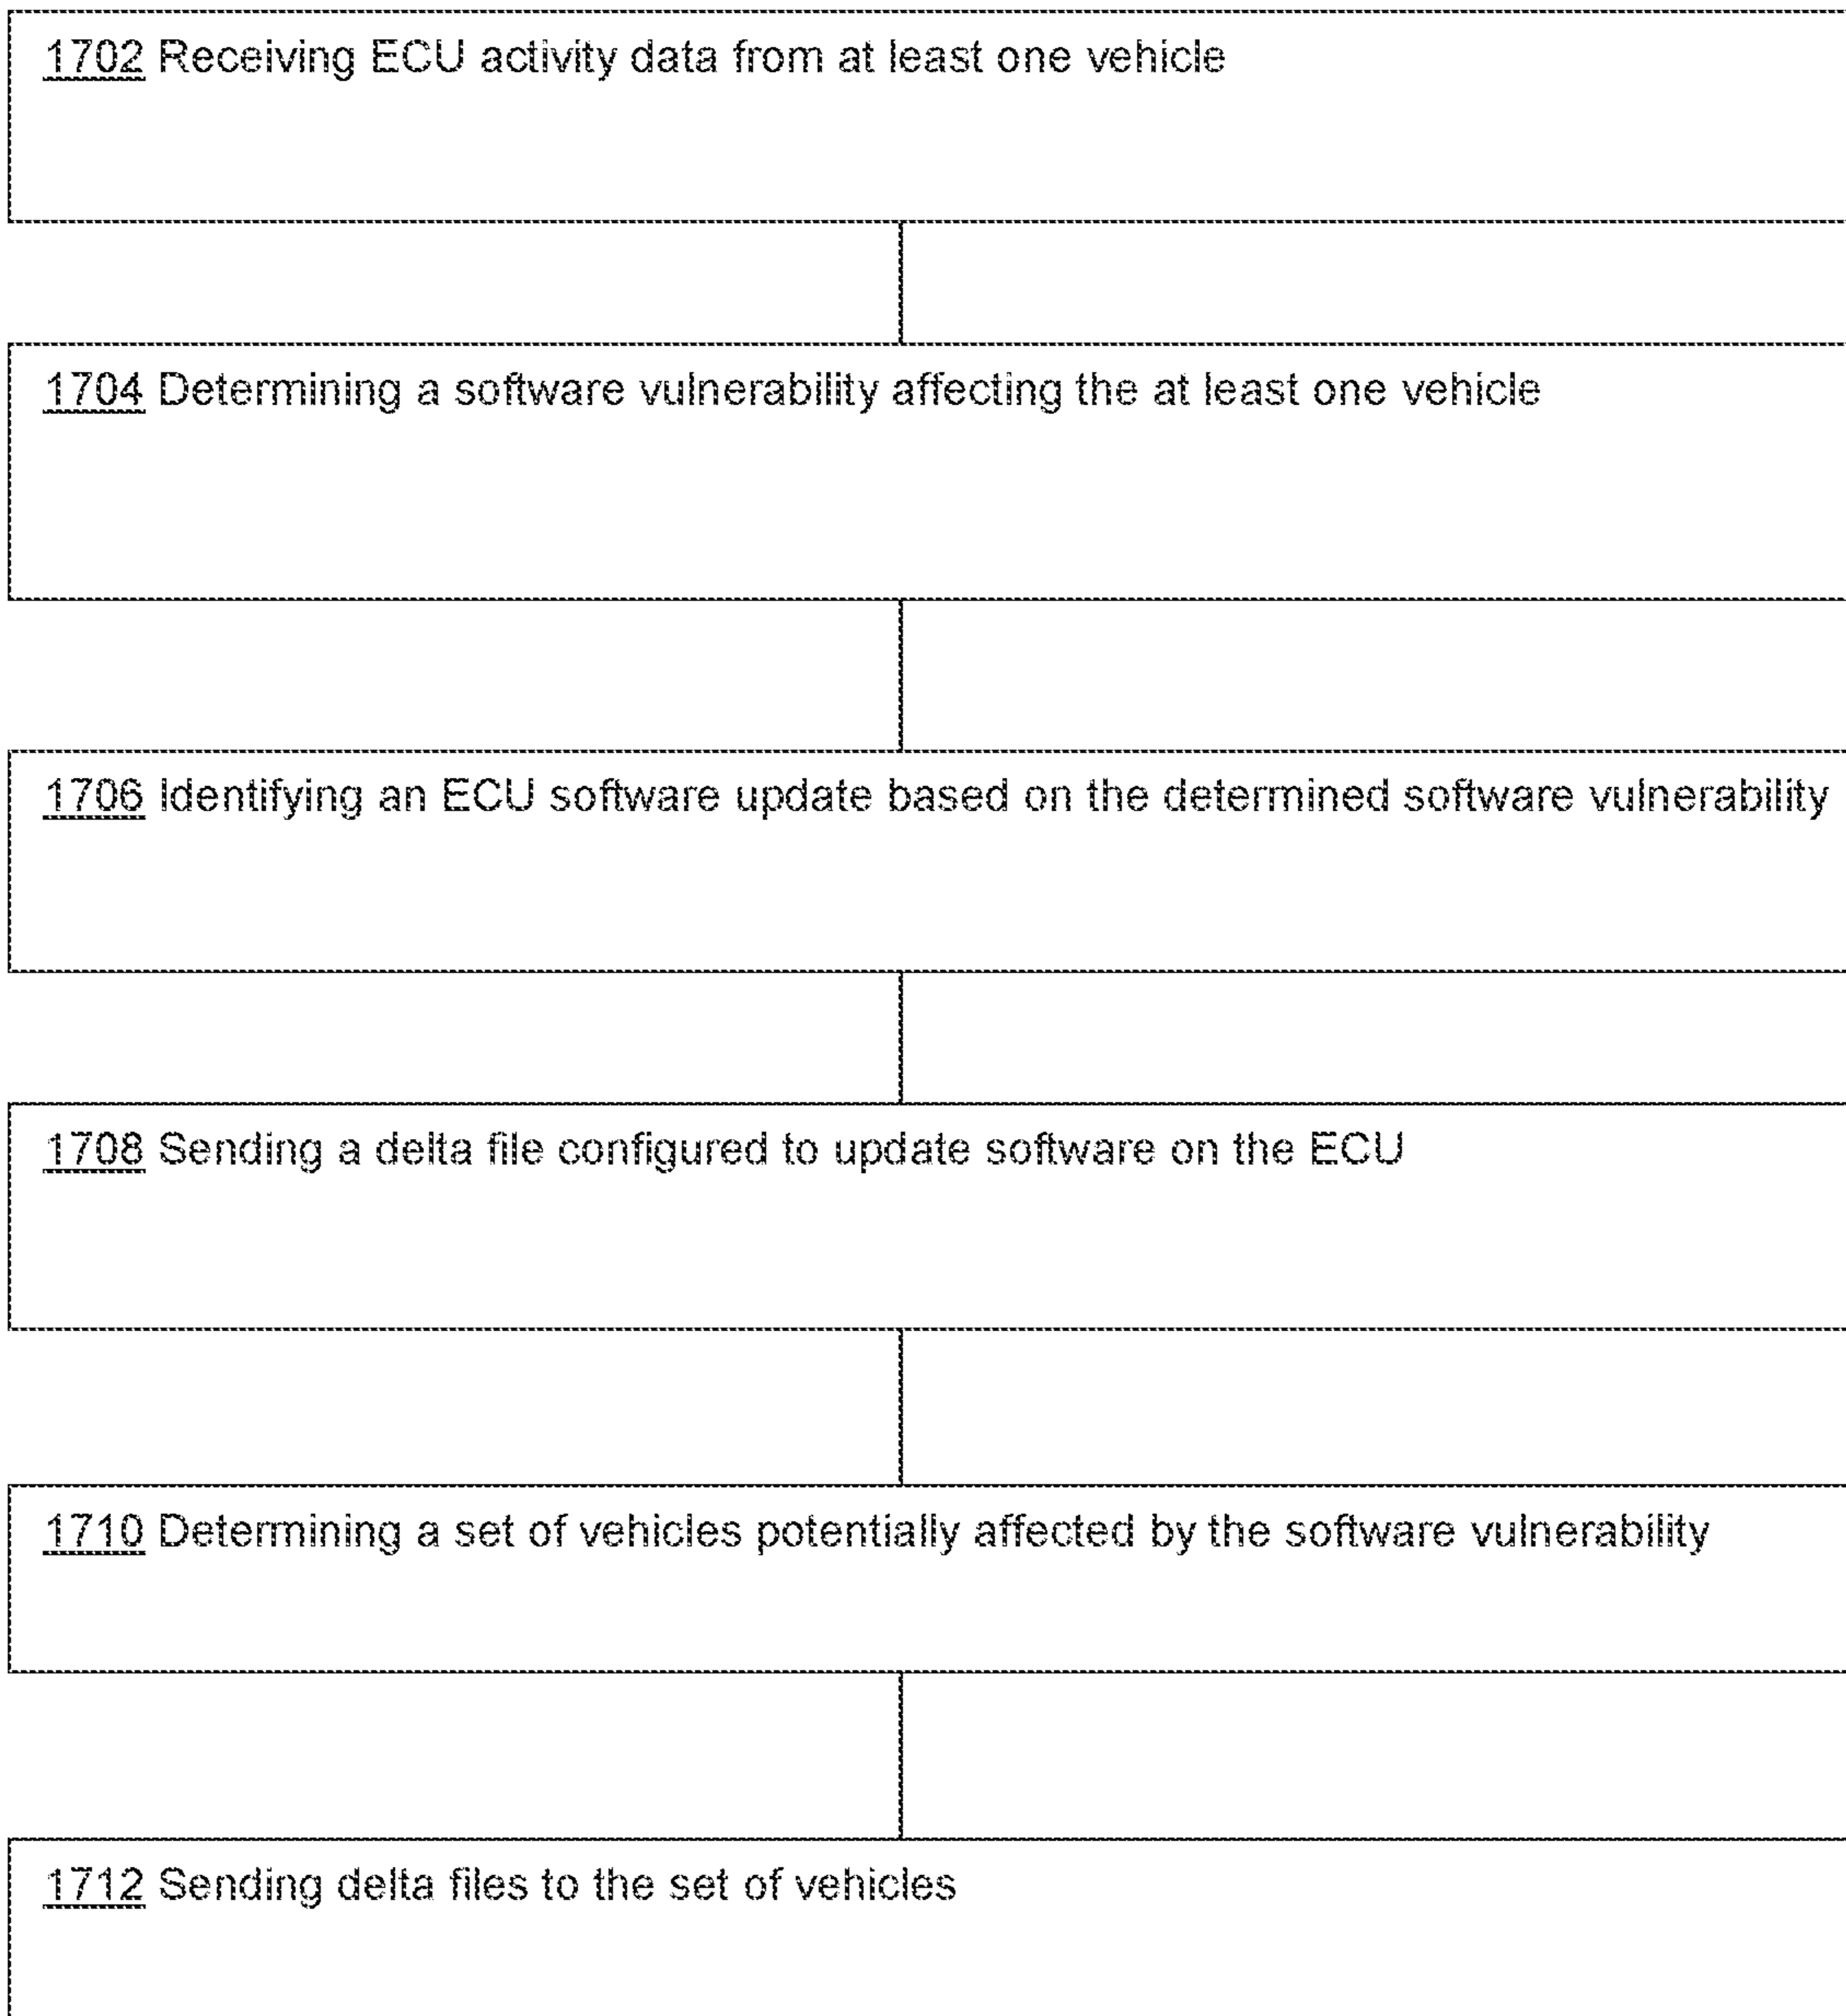 1702 Receiving ECU activity data from at least one vehicle
1704 Determining a software vulnerability affecting the at least one vehicle
1706 Identifying an ECU software update based on the determined software vulnerability
1708 Sending a delta file configured to update software on the ECU
1710 Determining a set of vehicles potentially affected by the software vulnerability
1712 Sending delta files to the set of vehicles